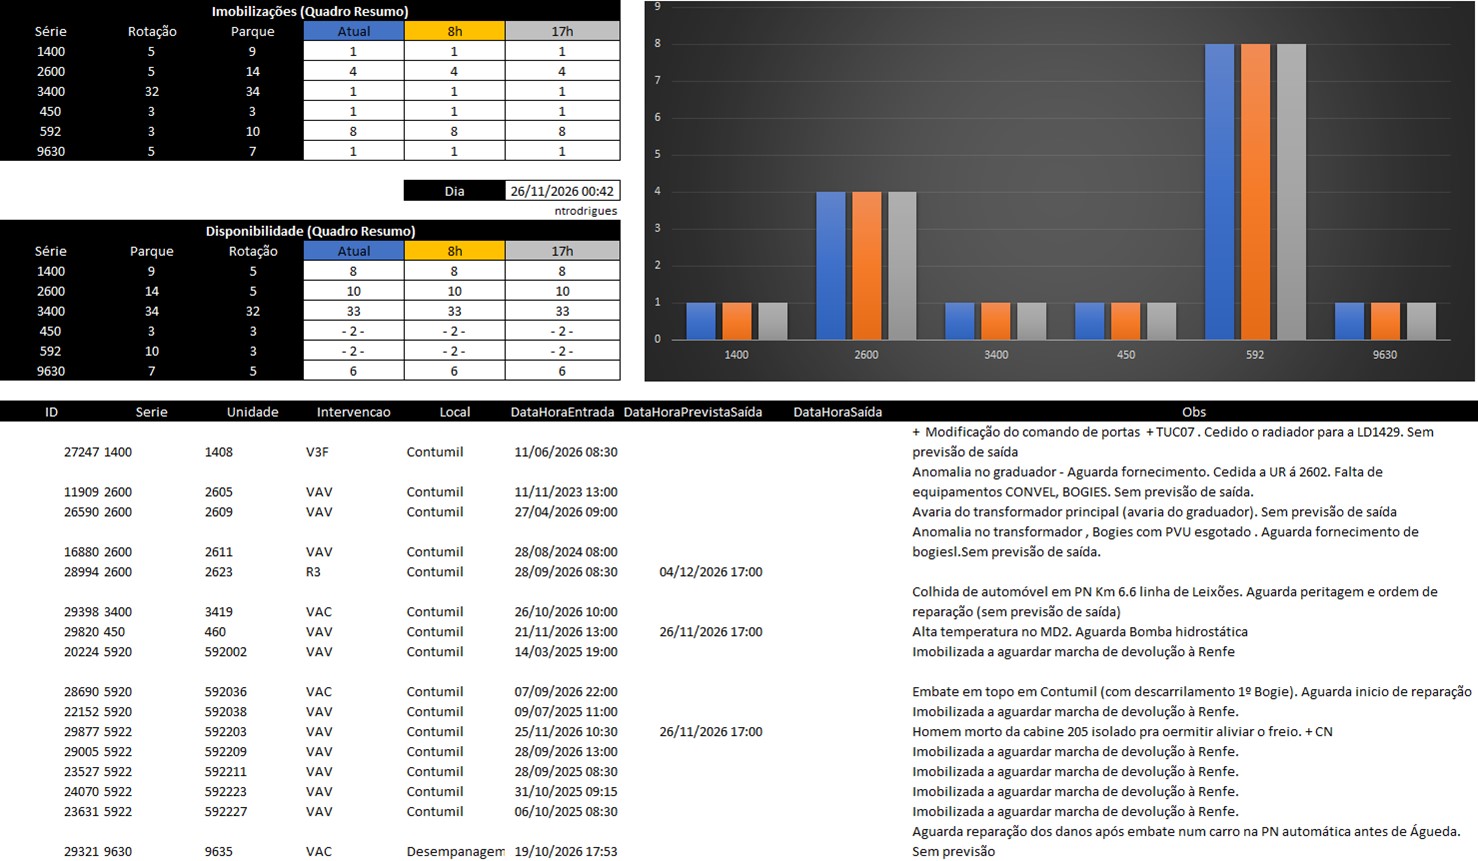 Imobilizações (Quadro Resumo)
Série Rotação Parque Atual 8h 17h
1400 5 9 1 1 1
2600 5 14 4 4 4
3400 32 34 1 1 1
450 3 3 1 1 1
592 3 10 8 8 8
9630 5 7 1 1 1
Dia 26/11/2026 00:42
ntrodrigues
Disponibilidade (Quadro Resumo)
Série Parque Rotação Atual 8h 17h
1400 9 5 8 8 8
2600 14 5 10 10 10
3400 34 32 33 33 33
450 3 3 - 2 - - 2 - - 2 -
592 10 3 - 2 - - 2 - - 2 -
9630 7 5 6 6 6
9
8
7
6
5
4
3
2
1
0
1400 2600 3400 450 592 9630
ID Serie Unidade Intervencao Local DataHoraEntrada DataHoraPrevistaSaída DataHoraSaída Obs
+ Modificação do comando de portas + TUC07 . Cedido o radiador para a LD1429. Sem
27247 1400 1408 V3F Contumil 11/06/2026 08:30 previsão de saída
Anomalia no graduador - Aguarda fornecimento. Cedida a UR á 2602. Falta de
11909 2600 2605 VAV Contumil 11/11/2023 13:00 equipamentos CONVEL, BOGIES. Sem previsão de saída.
26590 2600 2609 VAV Contumil 27/04/2026 09:00 Avaria do transformador principal (avaria do graduador). Sem previsão de saída
Anomalia no transformador , Bogies com PVU esgotado . Aguarda fornecimento de
16880 2600 2611 VAV Contumil 28/08/2024 08:00 bogiesl.Sem previsão de saída.
28994 2600 2623 R3 Contumil 28/09/2026 08:30 04/12/2026 17:00
Colhida de automóvel em PN Km 6.6 linha de Leixões. Aguarda peritagem e ordem de
29398 3400 3419 VAC Contumil 26/10/2026 10:00 reparação (sem previsão de saída)
29820 450 460 VAV Contumil 21/11/2026 13:00 26/11/2026 17:00 Alta temperatura no MD2. Aguarda Bomba hidrostática
20224 5920 592002 VAV Contumil 14/03/2025 19:00 Imobilizada a aguardar marcha de devolução à Renfe
28690 5920 592036 VAC Contumil 07/09/2026 22:00 Embate em topo em Contumil (com descarrilamento 1º Bogie). Aguarda inicio de reparação
22152 5920 592038 VAV Contumil 09/07/2025 11:00 Imobilizada a aguardar marcha de devolução à Renfe.
29877 5922 592203 VAV Contumil 25/11/2026 10:30 26/11/2026 17:00 Homem morto da cabine 205 isolado pra oermitir aliviar o freio. + CN
29005 5922 592209 VAV Contumil 28/09/2026 13:00 Imobilizada a aguardar marcha de devolução à Renfe.
23527 5922 592211 VAV Contumil 28/09/2025 08:30 Imobilizada a aguardar marcha de devolução à Renfe.
24070 5922 592223 VAV Contumil 31/10/2025 09:15 Imobilizada a aguardar marcha de devolução à Renfe.
23631 5922 592227 VAV Contumil 06/10/2025 08:30 Imobilizada a aguardar marcha de devolução à Renfe.
Aguarda reparação dos danos após embate num carro na PN automática antes de Águeda.
29321 9630 9635 VAC Desempanagem 19/10/2026 17:53 Sem previsão